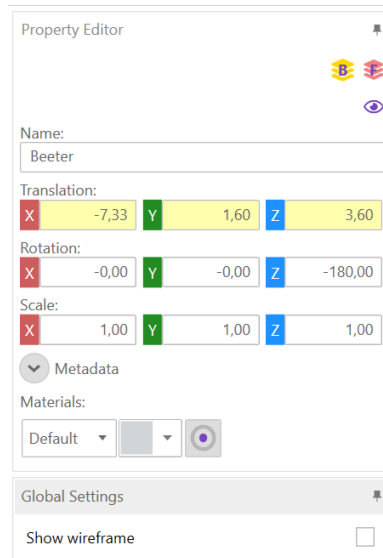 Property Editor
B F
Name:
Beeter
Translation:
X -7,33 Y 1,60 Z 3,60
Rotation:
X -0,00 Y -0,00 Z -180,00
Scale:
X 1,00 Y 1,00 Z 1,00
Metadata
Materials:
Default
Global Settings
Show wireframe